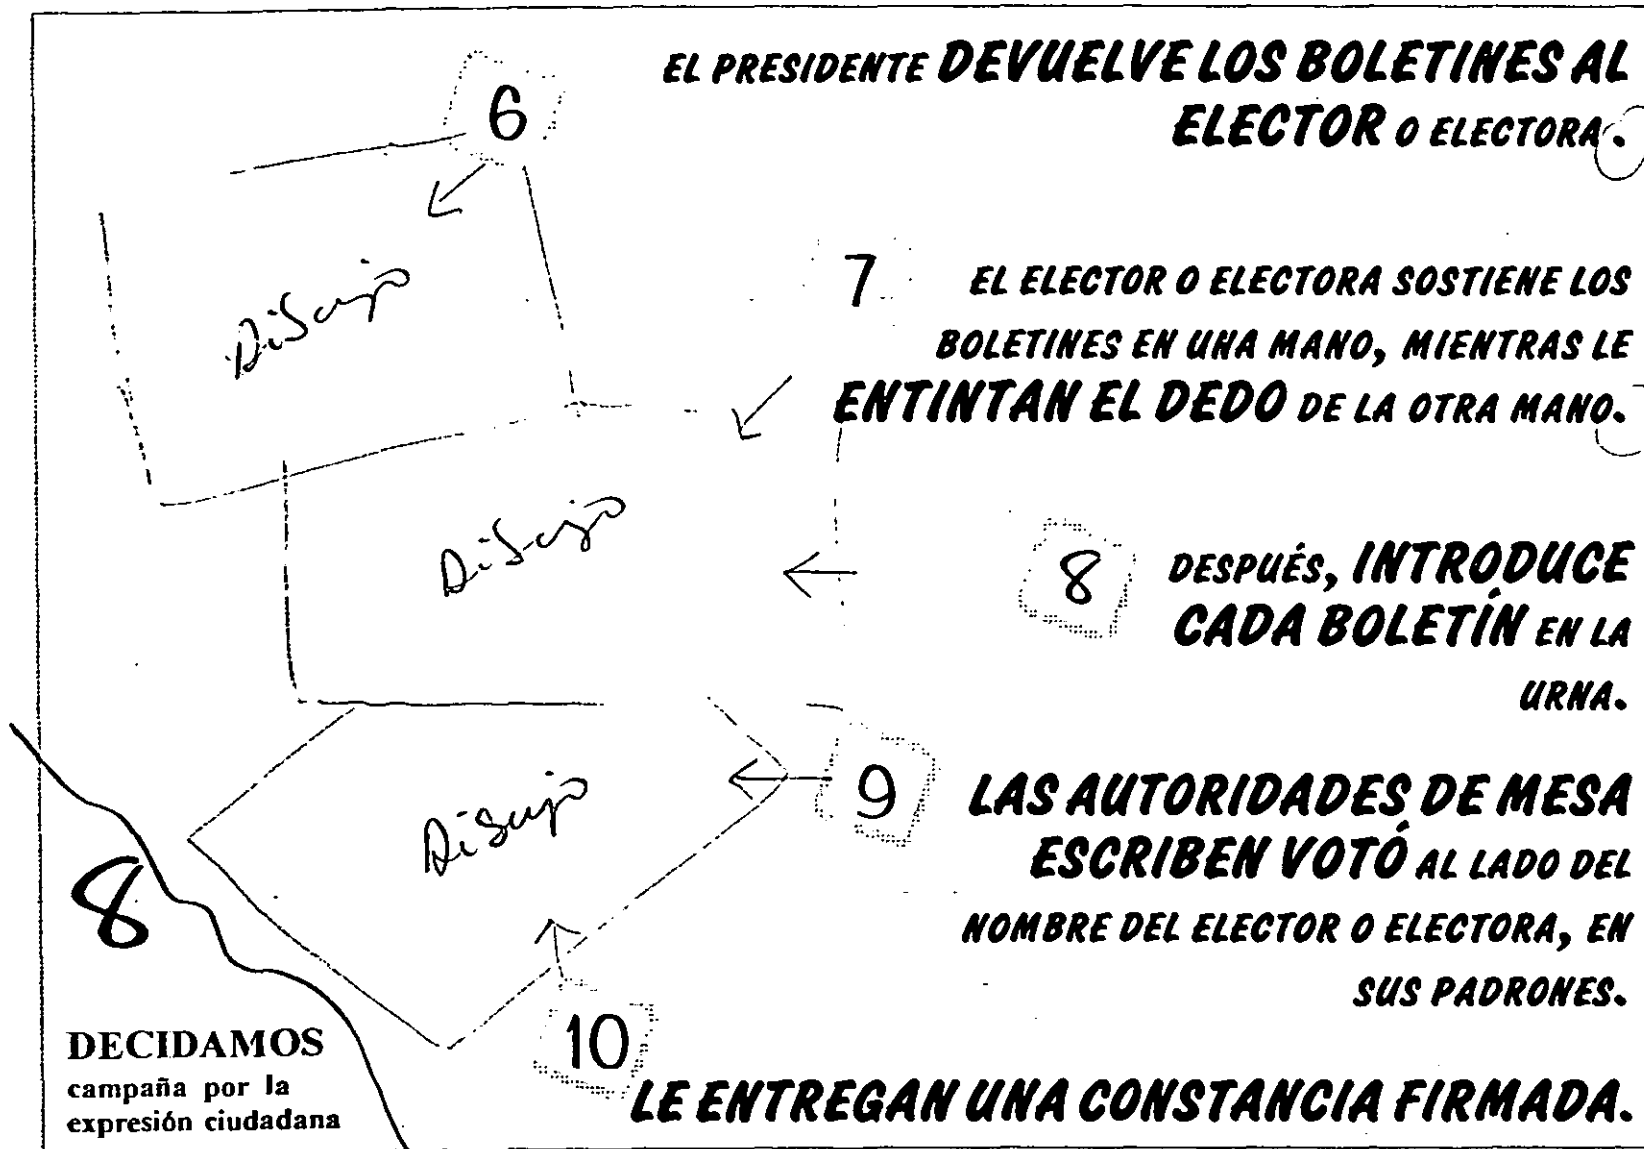 6
EL PRESIDENTE DEVUELVE LOS BOLETINES AL
ELECTOR O ELECTORA.
7
EL ELECTOR O ELECTORA SOSTIENE LOS
BOLETINES EN UNA MANO, MIENTRAS LE
ENTINTAN EL DEDO DE LA OTRA MANO.
8
DESPUÉS, INTRODUCE
CADA BOLETÍN EN LA
URNA.
9
LAS AUTORIDADES DE MESA
ESCRIBEN VOTÓ AL LADO DEL
NOMBRE DEL ELECTOR O ELECTORA, EN
SUS PADRONES.
10
LE ENTREGAN UNA CONSTANCIA FIRMADA.
8
DECIDAMOS
campaña por la
expresión ciudadana